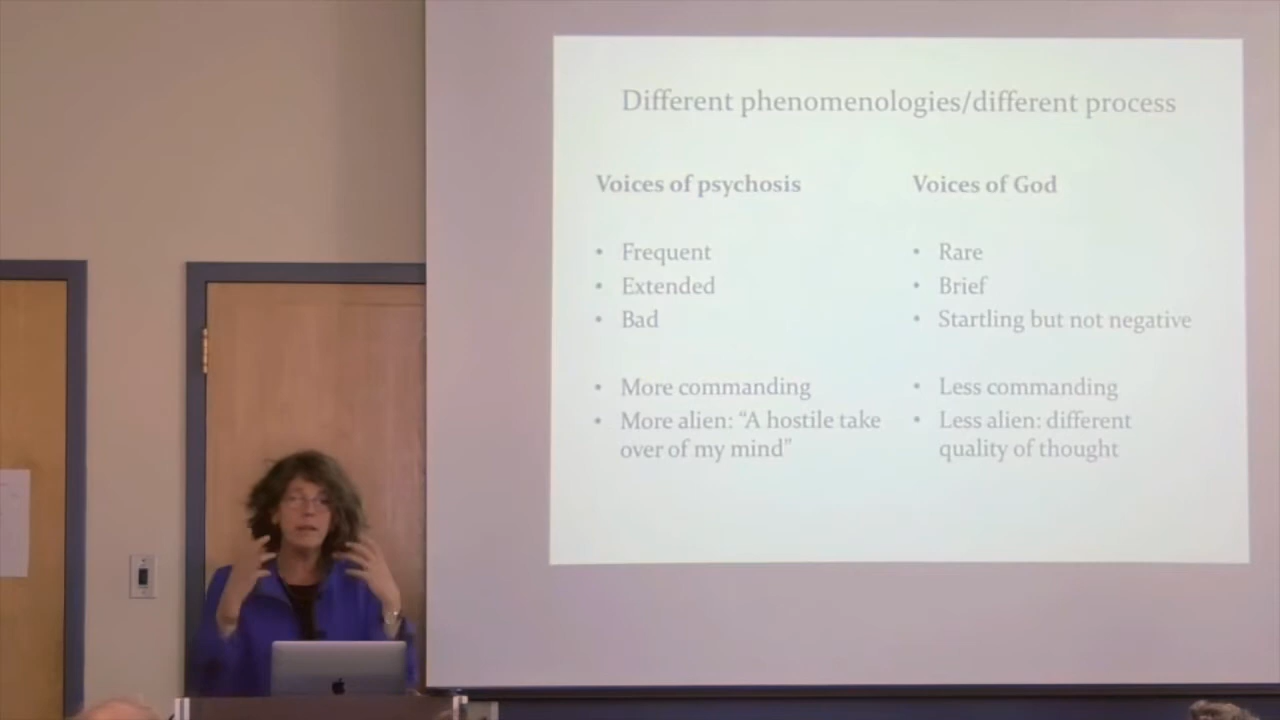 Different phenomenologies/different process
Voices of psychosis
• Frequent
• Extended
• Bad
• More commanding
• More alien: “A hostile take
over of my mind”
Voices of God
• Rare
• Brief
• Startling but not negative
• Less commanding
• Less alien: different
quality of thought